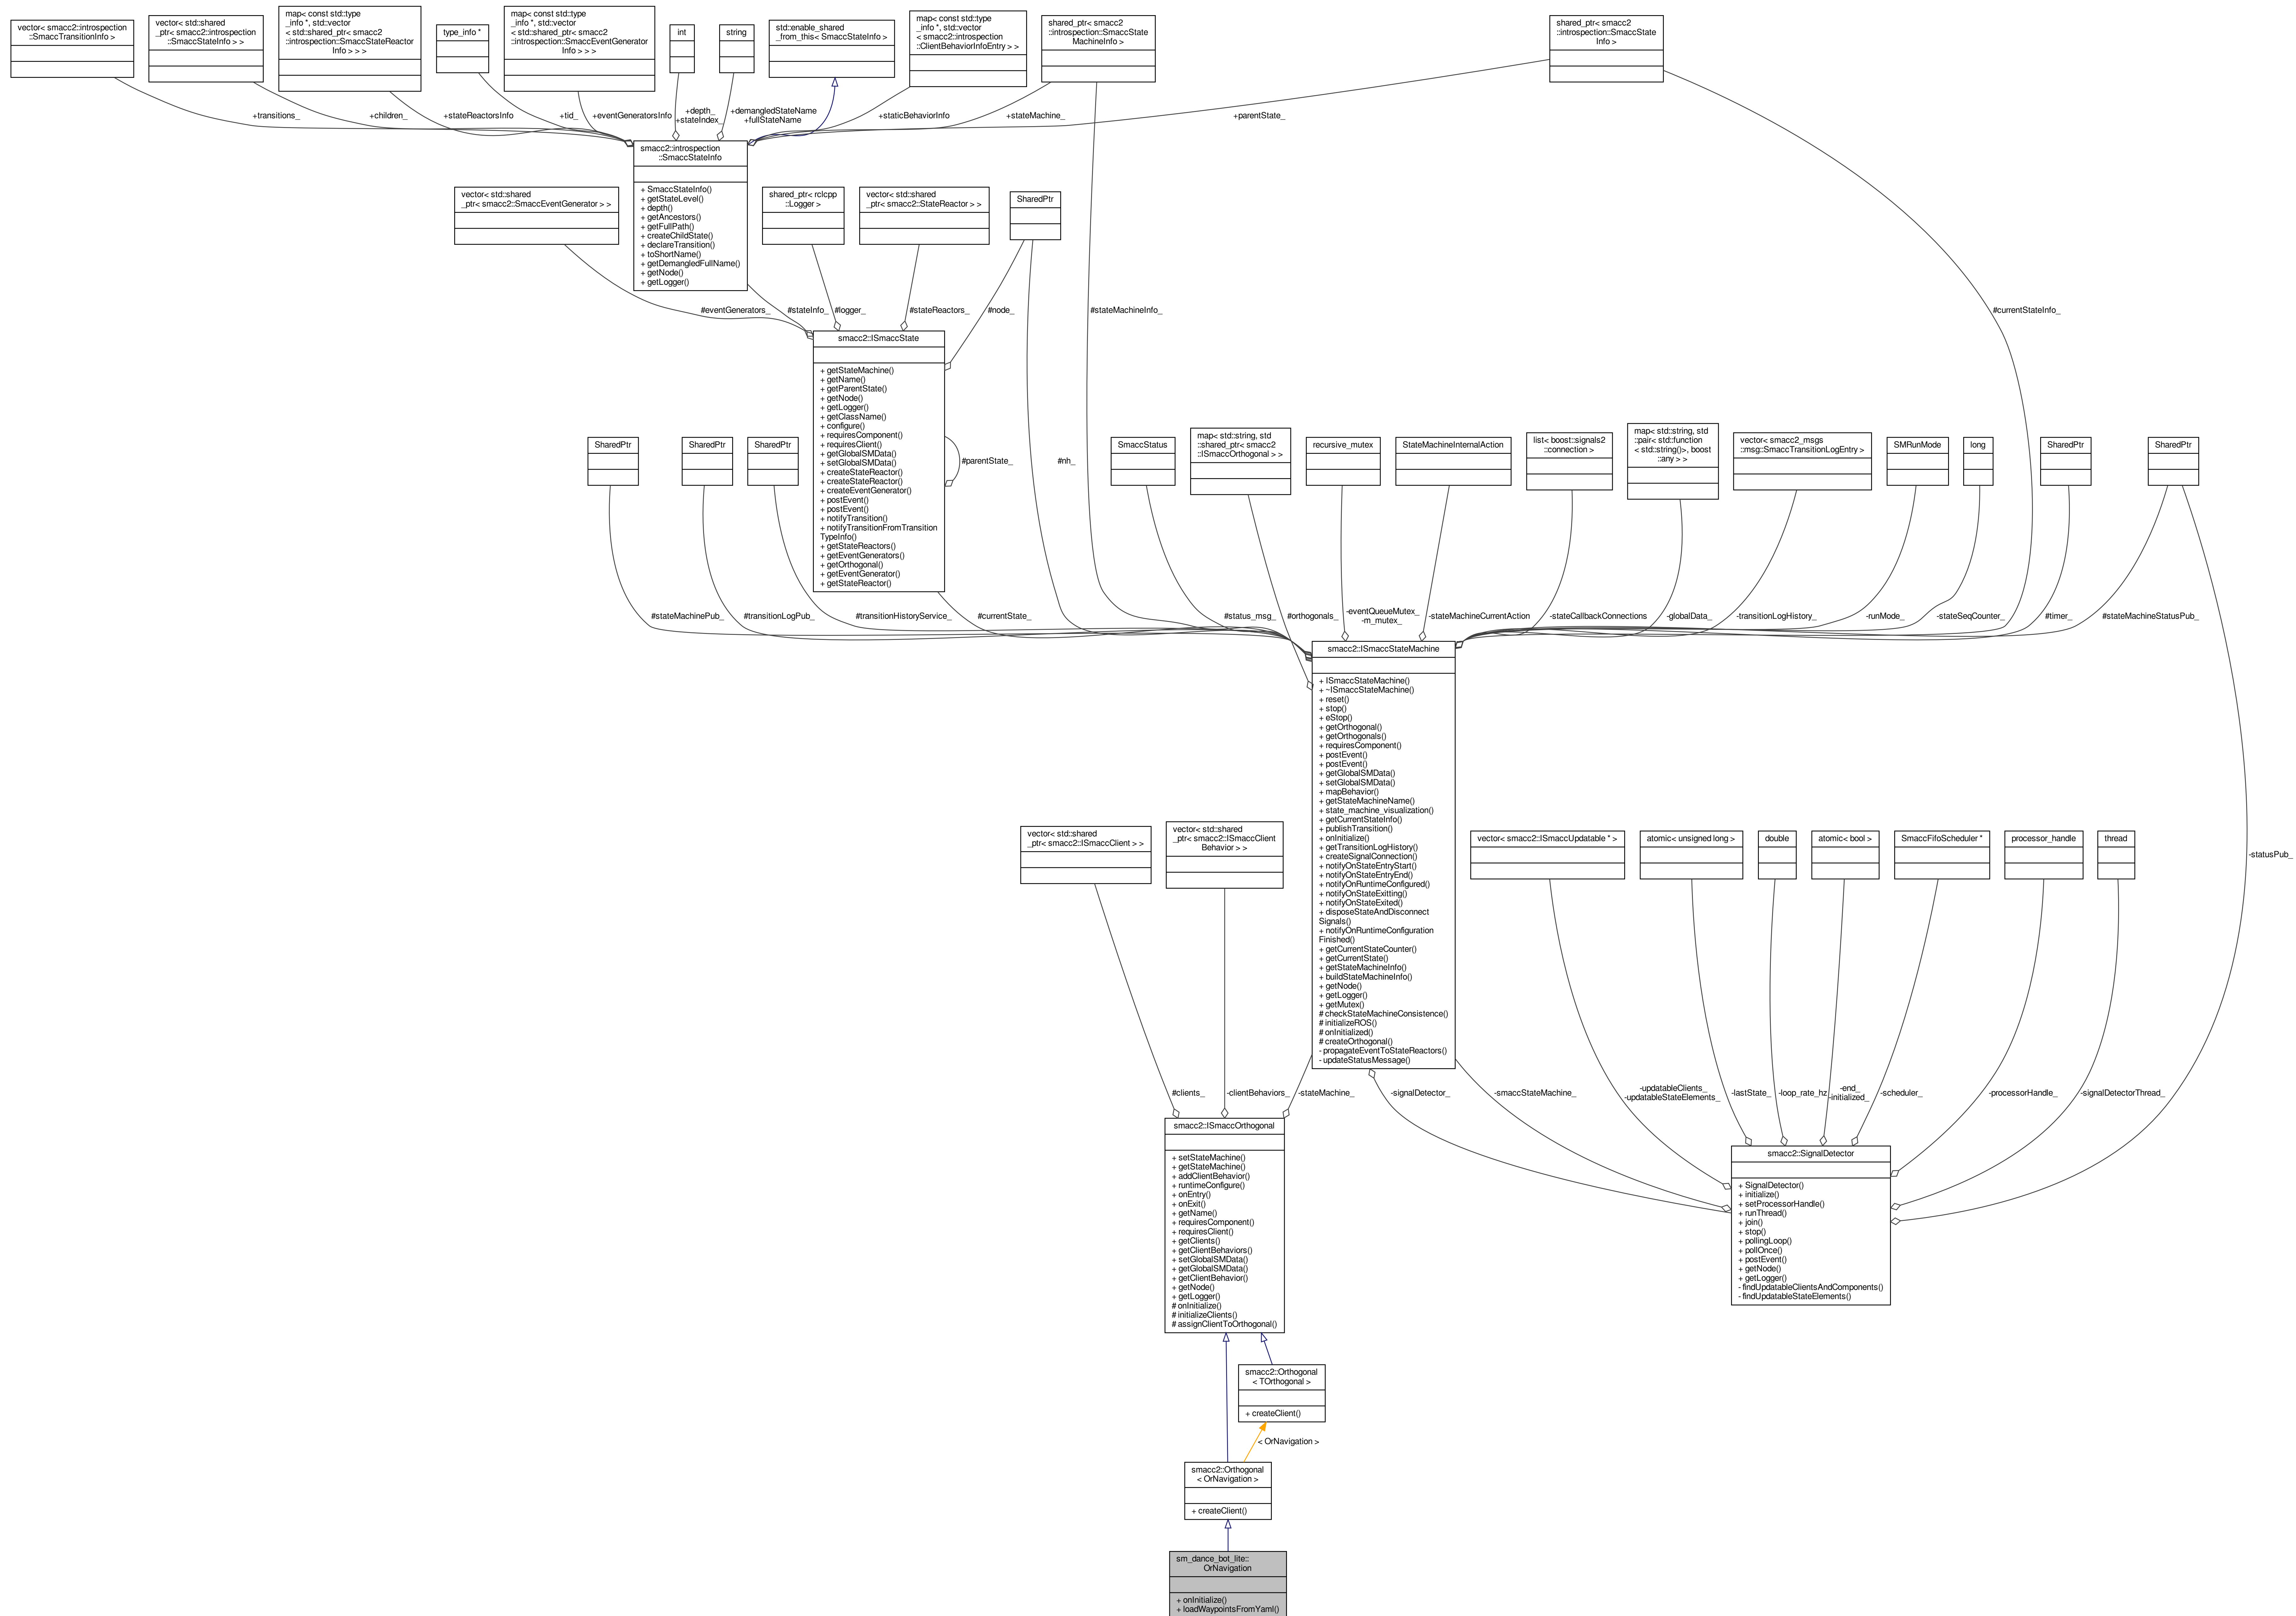 vector< smacc2::introspection
::SmaccTransitionInfo >
vector< std::shared
_ptr< smacc2::introspection
::SmaccStateInfo > >
map< const std::type
_info *, std::vector
< std::shared_ptr< smacc2
::introspection::SmaccStateReactor
Info > > >
type_info *
map< const std::type
_info *, std::vector
< std::shared_ptr< smacc2
::introspection::SmaccEventGenerator
Info > > >
int
string
std::enable_shared
_from_this< SmaccStateInfo >
map< const std::type
_info *, std::vector
< smacc2::introspection
::ClientBehaviorInfoEntry > >
shared_ptr< smacc2
::introspection::SmaccState
MachineInfo >
shared_ptr< smacc2
::introspection::SmaccState
Info >
+transitions_
+children_
+stateReactorsInfo
+tid_
+eventGeneratorsInfo
+depth_
+stateIndex_
+demangledStateName
+fullStateName
+staticBehaviorInfo
+stateMachine_
+parentState_
smacc2::introspection
::SmaccStateInfo
+ SmaccStateInfo()
+ getStateLevel()
+ depth()
+ getAncestors()
+ getFullPath()
+ createChildState()
+ declareTransition()
+ toShortName()
+ getDemangledFullName()
+ getNode()
+ getLogger()
vector< std::shared
_ptr< smacc2::SmaccEventGenerator > >
shared_ptr< rclcpp
::Logger >
vector< std::shared
_ptr< smacc2::StateReactor > >
SharedPtr
#eventGenerators_
#stateInfo_
#logger_
#stateReactors_
#node_
#stateMachineInfo_
#currentStateInfo_
smacc2::ISmaccState
+ getStateMachine()
+ getName()
+ getParentState()
+ getNode()
+ getLogger()
+ getClassName()
+ configure()
+ requiresComponent()
+ requiresClient()
+ getGlobalSMData()
+ setGlobalSMData()
+ createStateReactor()
+ createStateReactor()
+ createEventGenerator()
+ postEvent()
+ postEvent()
+ notifyTransition()
+ notifyTransitionFromTransition
TypeInfo()
+ getStateReactors()
+ getEventGenerators()
+ getOrthogonal()
+ getEventGenerator()
+ getStateReactor()
#parentState_
#nh_
SharedPtr
SharedPtr
SharedPtr
SmaccStatus
map< std::string, std
::shared_ptr< smacc2
::ISmaccOrthogonal > >
recursive_mutex
StateMachineInternalAction
list< boost::signals2
::connection >
map< std::string, std
::pair< std::function
< std::string()>, boost
::any > >
vector< smacc2_msgs
::msg::SmaccTransitionLogEntry >
SMRunMode
long
SharedPtr
SharedPtr
#stateMachinePub_
#transitionLogPub_
#transitionHistoryService_
#currentState_
#status_msg_
#orthogonals_
-eventQueueMutex_
-m_mutex_
-stateMachineCurrentAction
-stateCallbackConnections
-globalData_
-transitionLogHistory_
-runMode_
-stateSeqCounter_
#timer_
#stateMachineStatusPub_
smacc2::ISmaccStateMachine
+ ISmaccStateMachine()
+ ~ISmaccStateMachine()
+ reset()
+ stop()
+ eStop()
+ getOrthogonal()
+ getOrthogonals()
+ requiresComponent()
+ postEvent()
+ postEvent()
+ getGlobalSMData()
+ setGlobalSMData()
+ mapBehavior()
+ getStateMachineName()
+ state_machine_visualization()
+ getCurrentStateInfo()
+ publishTransition()
+ onInitialize()
+ getTransitionLogHistory()
+ createSignalConnection()
+ notifyOnStateEntryStart()
+ notifyOnStateEntryEnd()
+ notifyOnRuntimeConfigured()
+ notifyOnStateExitting()
+ notifyOnStateExited()
+ disposeStateAndDisconnect
Signals()
+ notifyOnRuntimeConfiguration
Finished()
+ getCurrentStateCounter()
+ getCurrentState()
+ getStateMachineInfo()
+ buildStateMachineInfo()
+ getNode()
+ getLogger()
+ getMutex()
# checkStateMachineConsistence()
# initializeROS()
# onInitialized()
# createOrthogonal()
- propagateEventToStateReactors()
- updateStatusMessage()
vector< std::shared
_ptr< smacc2::ISmaccClient > >
vector< std::shared
_ptr< smacc2::ISmaccClient
Behavior > >
vector< smacc2::ISmaccUpdatable * >
atomic< unsigned long >
double
atomic< bool >
SmaccFifoScheduler *
processor_handle
thread
-statusPub_
#clients_
-clientBehaviors_
-stateMachine_
-signalDetector_
-smaccStateMachine_
-updatableClients_
-updatableStateElements_
-lastState_
-loop_rate_hz
-end_
-initialized_
-scheduler_
-processorHandle_
-signalDetectorThread_
smacc2::ISmaccOrthogonal
+ setStateMachine()
+ getStateMachine()
+ addClientBehavior()
+ runtimeConfigure()
+ onEntry()
+ onExit()
+ getName()
+ requiresComponent()
+ requiresClient()
+ getClients()
+ getClientBehaviors()
+ setGlobalSMData()
+ getGlobalSMData()
+ getClientBehavior()
+ getNode()
+ getLogger()
# onInitialize()
# initializeClients()
# assignClientToOrthogonal()
smacc2::SignalDetector
+ SignalDetector()
+ initialize()
+ setProcessorHandle()
+ runThread()
+ join()
+ stop()
+ pollingLoop()
+ pollOnce()
+ postEvent()
+ getNode()
+ getLogger()
- findUpdatableClientsAndComponents()
- findUpdatableStateElements()
smacc2::Orthogonal
< TOrthogonal >
+ createClient()
< OrNavigation >
smacc2::Orthogonal
< OrNavigation >
+ createClient()
sm_dance_bot_lite::
OrNavigation
+ onInitialize()
+ loadWaypointsFromYaml()